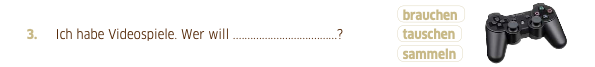 3. Ich habe Videospiele. Wer will ....................................?
brauchen
tauschen
sammeln